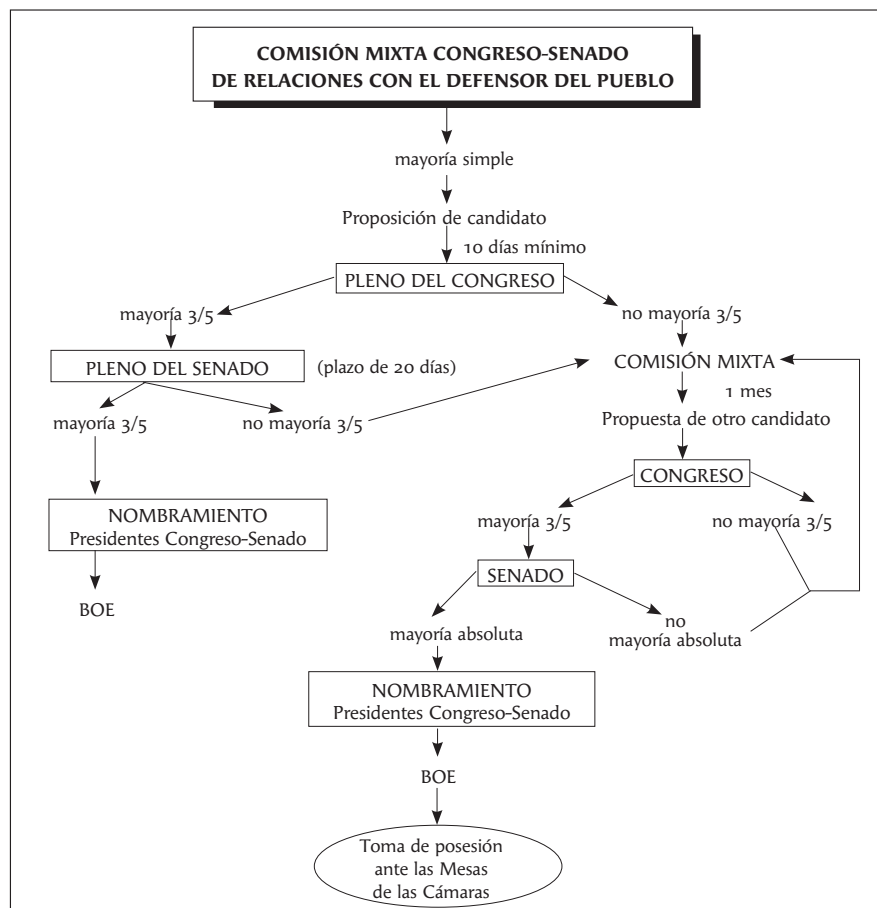 COMISIÓN MIXTA CONGRESO-SENADO
DE RELACIONES CON EL DEFENSOR DEL PUEBLO
mayoría simple
Proposición de candidato
10 días mínimo
PLENO DEL CONGRESO
mayoría 3/5
no mayoría 3/5
PLENO DEL SENADO
(plazo de 20 días)
COMISIÓN MIXTA
1 mes
mayoría 3/5
no mayoría 3/5
Propuesta de otro candidato
CONGRESO
NOMBRAMIENTO
Presidentes Congreso-Senado
mayoría 3/5
no mayoría 3/5
SENADO
BOE
mayoría absoluta
no
mayoría absoluta
NOMBRAMIENTO
Presidentes Congreso-Senado
BOE
Toma de posesión
ante las Mesas
de las Cámaras